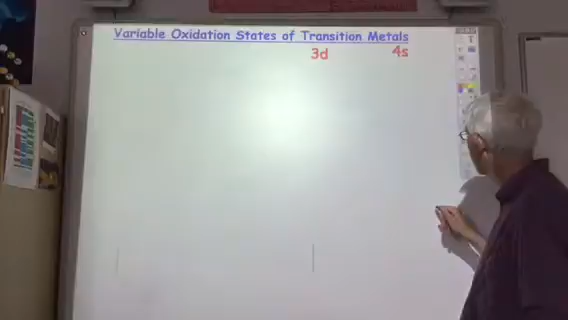 Variable Oxidation States of Transition Metals
3d 4s